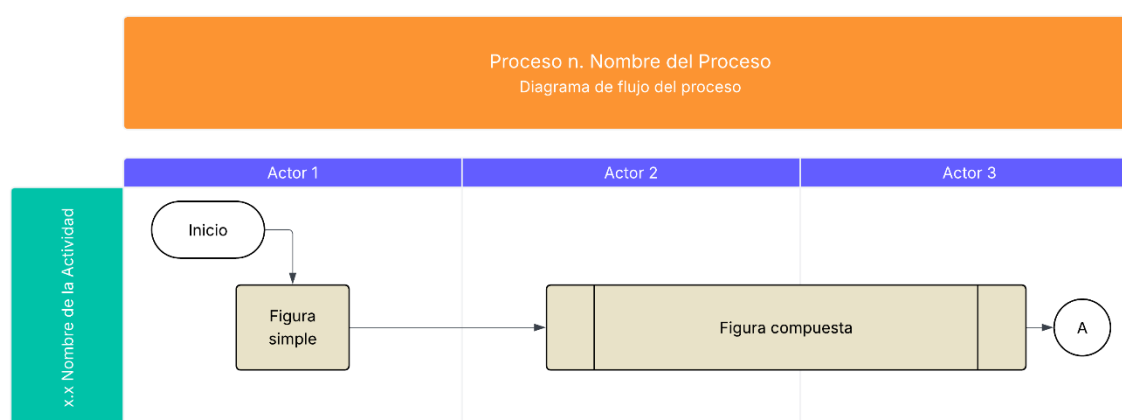 Proceso n. Nombre del Proceso
Diagrama de flujo del proceso
Actor 1
Actor 2
Actor 3
x.x Nombre de la Actividad
Inicio
Figura
simple
Figura compuesta
A